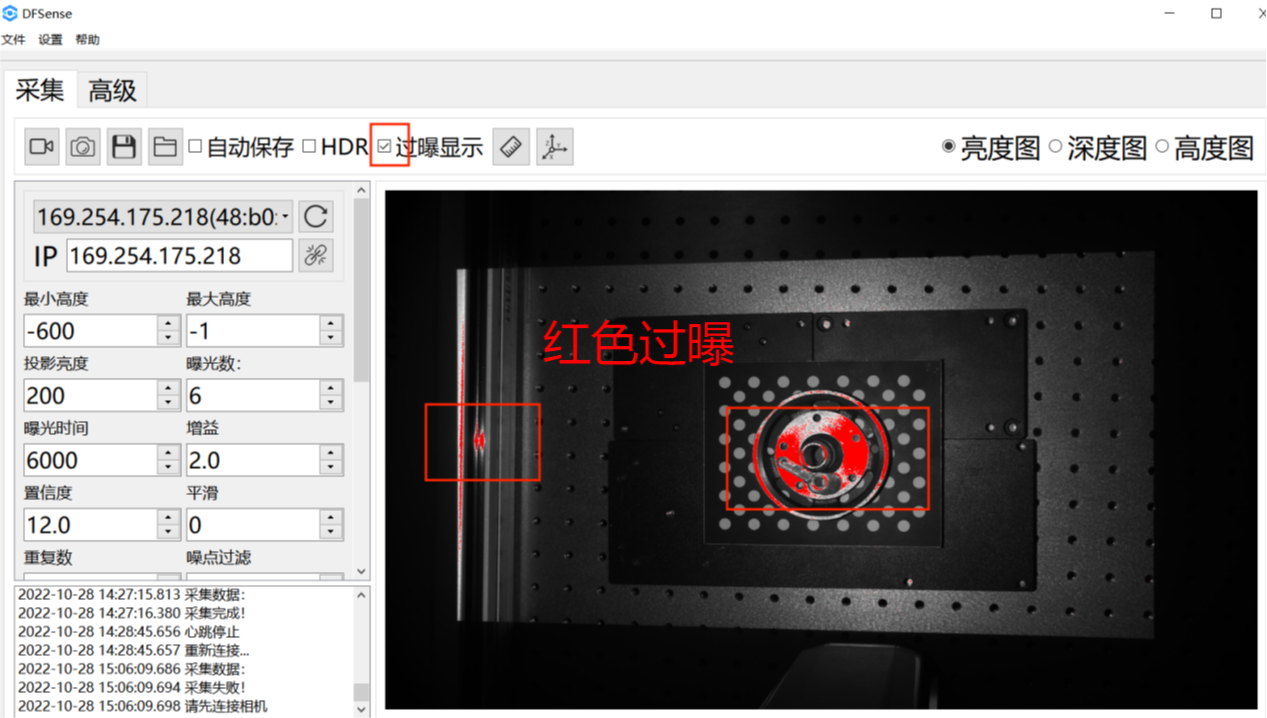 DFSense
文件 设置 帮助
采集 高级
自动保存 HDR 过曝显示 亮度图 深度图 高度图
169.254.175.218(48:b0:
IP 169.254.175.218
最小高度 最大高度
-600 -1
投影亮度 曝光数:
200 6
曝光时间 增益
6000 2.0
置信度 平滑
12.0 0
重复数 噪点过滤
红色过曝
2022-10-28 14:27:15.813 采集数据:
2022-10-28 14:27:16.380 采集完成!
2022-10-28 14:28:45.656 心跳停止
2022-10-28 14:28:45.657 重新连接...
2022-10-28 15:06:09.686 采集数据:
2022-10-28 15:06:09.694 采集失败!
2022-10-28 15:06:09.698 请先连接相机